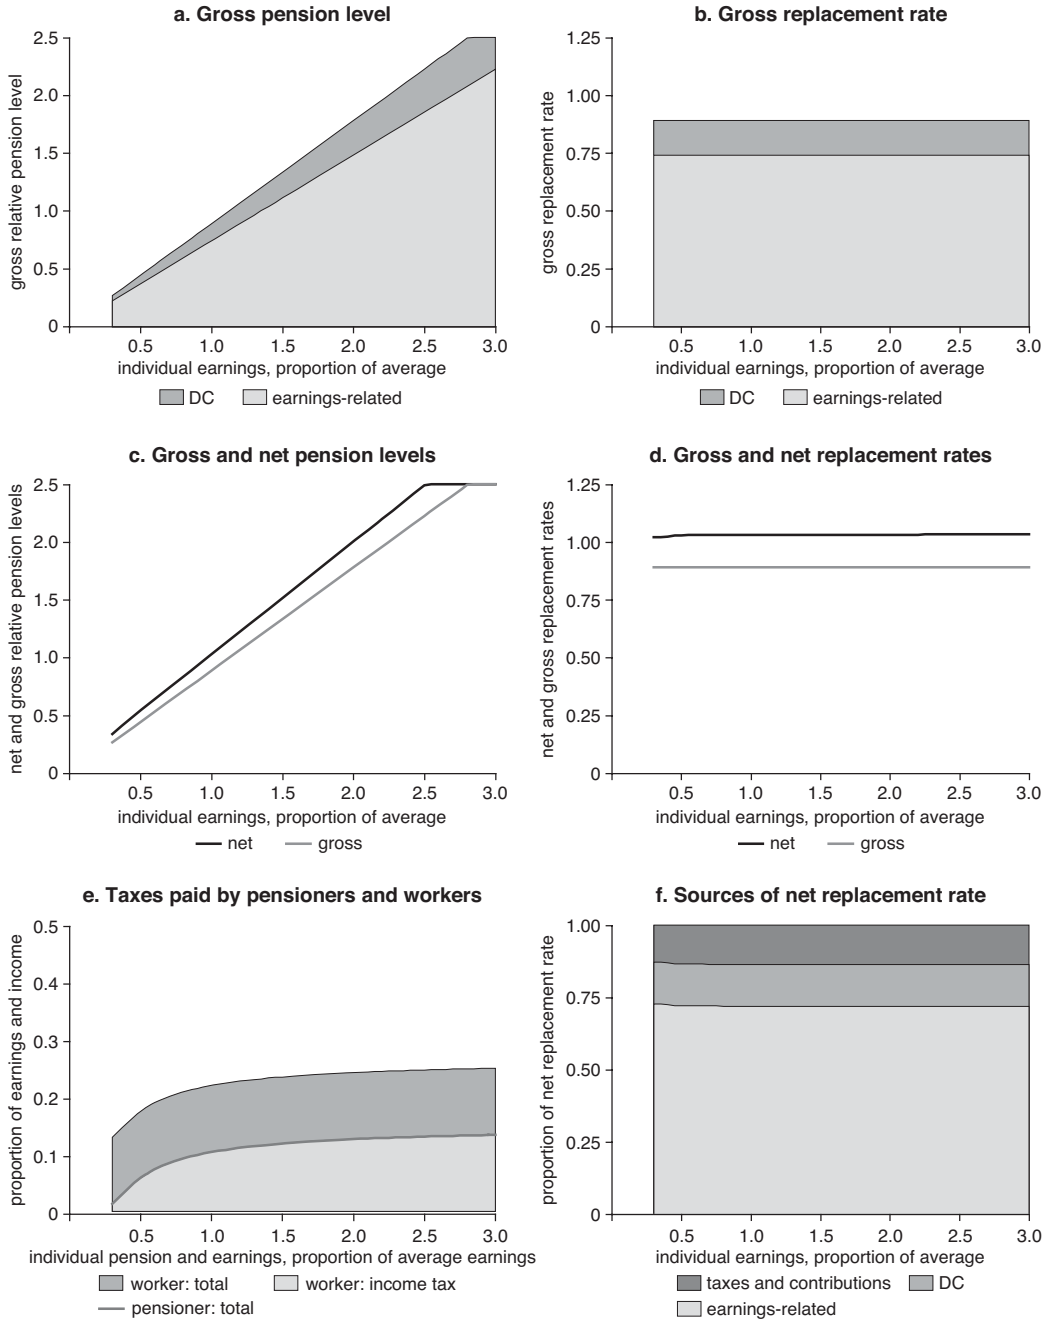 a. Gross pension level
gross relative pension level
2.5
2.0
1.5
1.0
0.5
0
0.5 1.0 1.5 2.0 2.5 3.0
individual earnings, proportion of average
DC earnings-related
b. Gross replacement rate
gross replacement rate
1.25
1.00
0.75
0.50
0.25
0
0.5 1.0 1.5 2.0 2.5 3.0
individual earnings, proportion of average
DC earnings-related
c. Gross and net pension levels
net and gross relative pension levels
2.5
2.0
1.5
1.0
0.5
0
0.5 1.0 1.5 2.0 2.5 3.0
individual earnings, proportion of average
net gross
d. Gross and net replacement rates
net and gross replacement rates
1.25
1.00
0.75
0.50
0.25
0
0.5 1.0 1.5 2.0 2.5 3.0
individual earnings, proportion of average
net gross
e. Taxes paid by pensioners and workers
proportion of earnings and income
0.5
0.4
0.3
0.2
0.1
0
0.5 1.0 1.5 2.0 2.5 3.0
individual pension and earnings, proportion of average earnings
worker: total worker: income tax
pensioner: total
f. Sources of net replacement rate
proportion of net replacement rate
1.00
0.75
0.50
0.25
0
0.5 1.0 1.5 2.0 2.5 3.0
individual earnings, proportion of average
taxes and contributions DC
earnings-related